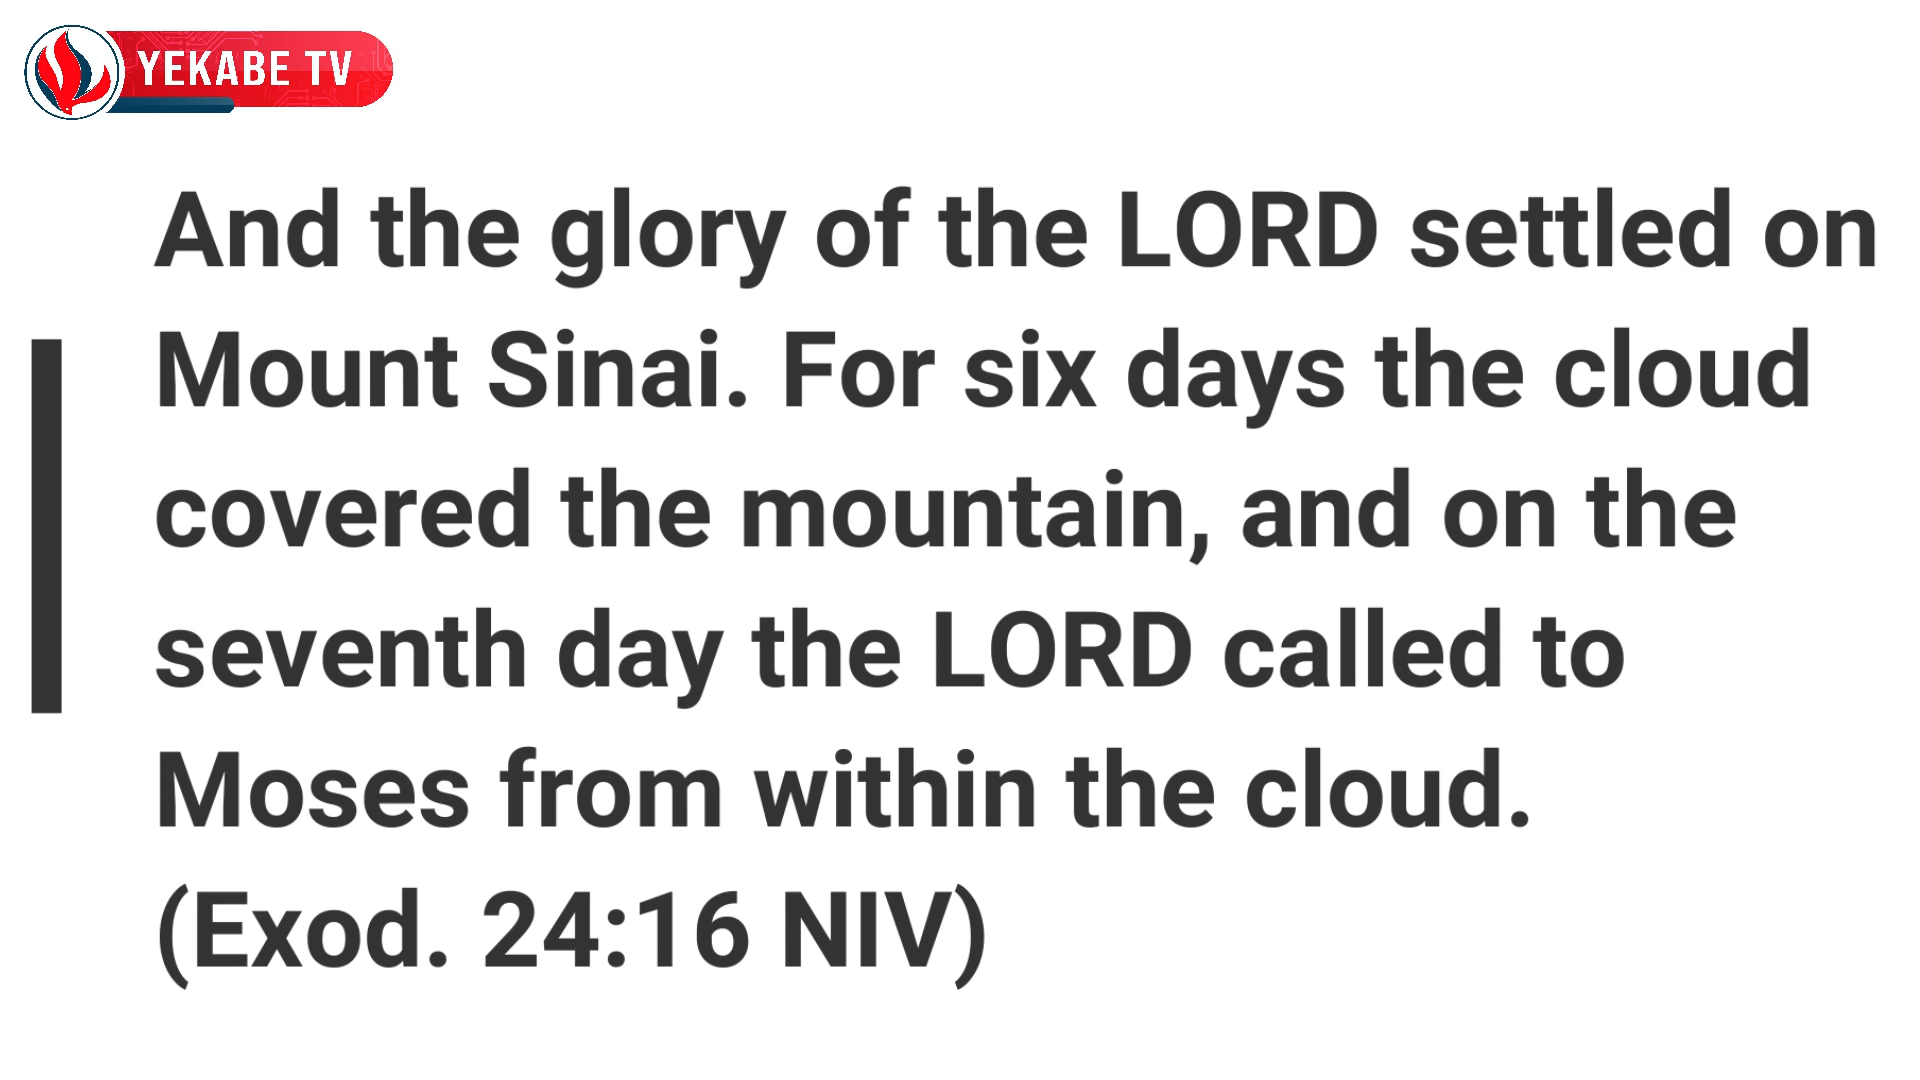 YEKABE TV
And the glory of the LORD settled on
Mount Sinai. For six days the cloud
covered the mountain, and on the
seventh day the LORD called to
Moses from within the cloud.
(Exod. 24:16 NIV)